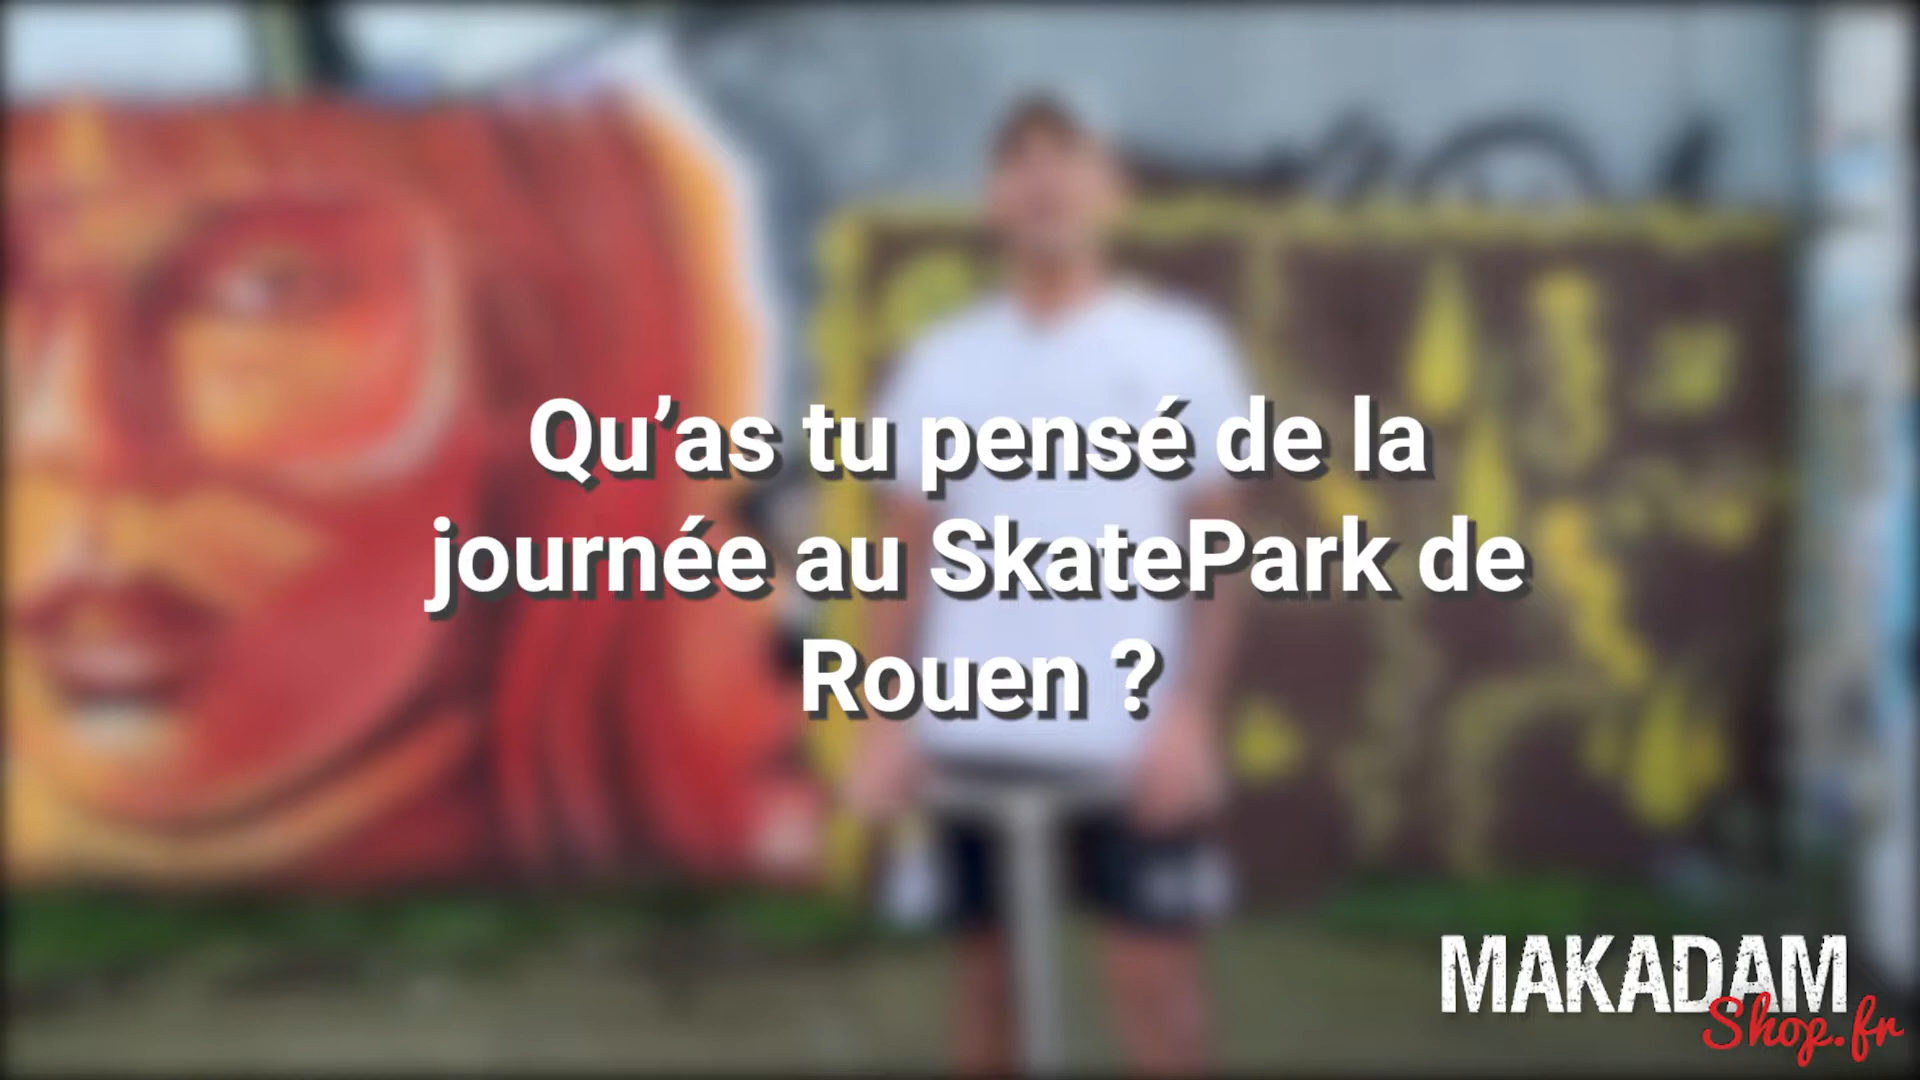 Qu’as tu pensé de la
journée au SkatePark de
Rouen ?
MAKADAM
Shop.fr